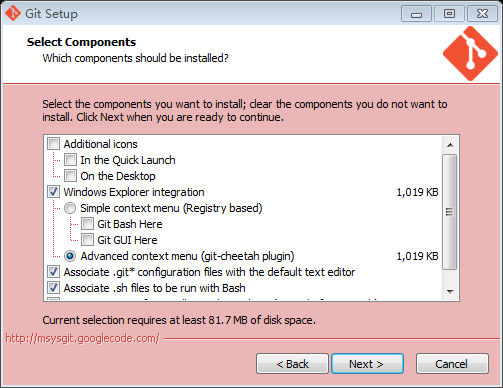 Git Setup
Select Components
Which components should be installed?
Select the components you want to install; clear the components you do not want to
install. Click Next when you are ready to continue.
Additional icons
In the Quick Launch
On the Desktop
Windows Explorer integration 1,019 KB
Simple context menu (Registry based)
Git Bash Here
Git GUI Here
Advanced context menu (git-cheetah plugin) 1,019 KB
Associate .git* configuration files with the default text editor
Associate .sh files to be run with Bash
Current selection requires at least 81.7 MB of disk space.
http://msysgit.googlecode.com/
< Back Next > Cancel